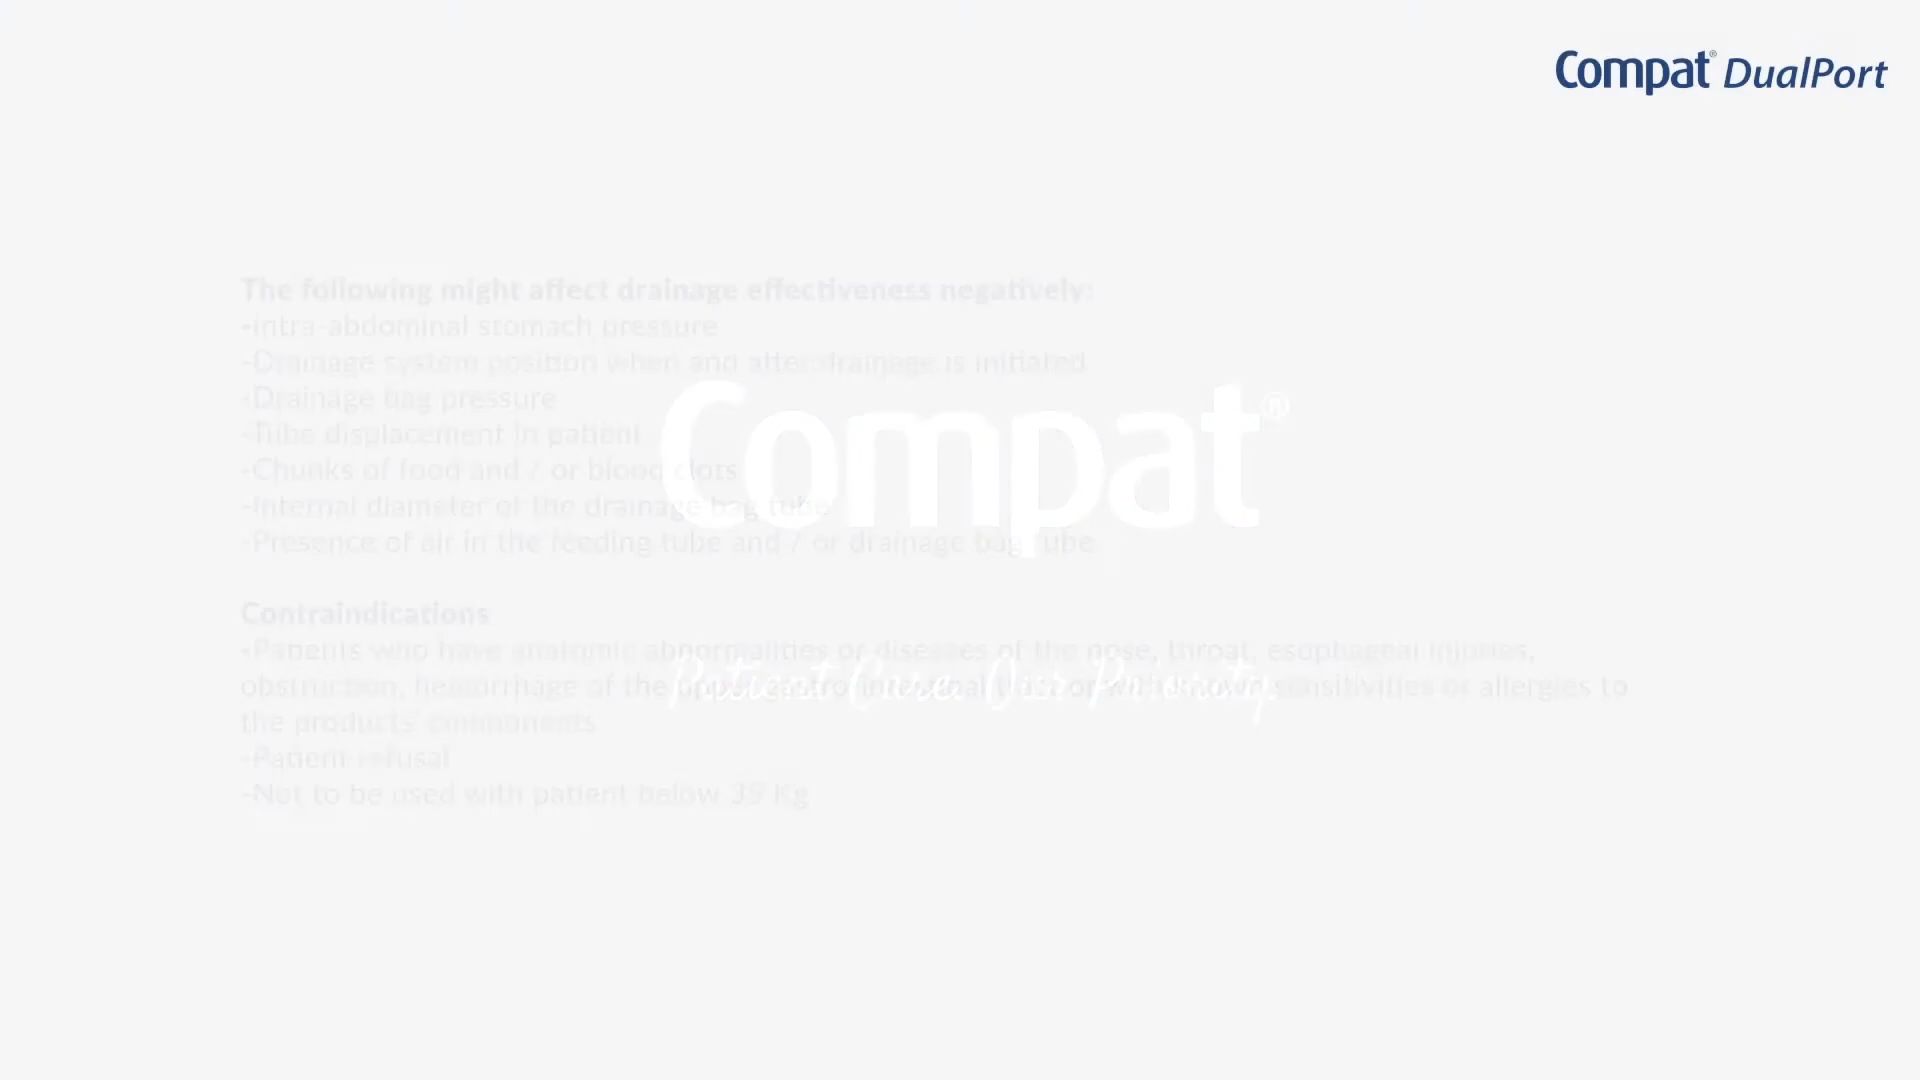 Compat® DualPort
The following might affect drainage effectiveness negatively:
-Intra-abdominal stomach pressure
-Drainage system position when and after drainage is initiated
-Drainage bag pressure
-Tube displacement in patient
-Chunks of food and / or blood clots
-Internal diameter of the drainage bag tube
-Presence of air in the feeding tube and / or drainage bag tube
Compat®
Contraindications
-Patients who have anatomic abnormalities or diseases of the nose, throat, esophageal injuries,
obstruction, hemorrhage of the upper gastro intestinal tract or with known sensitivities or allergies to
the products' components
Patient Care. Our Priority.
-Patient refusal
-Not to be used with patient below 39 Kg